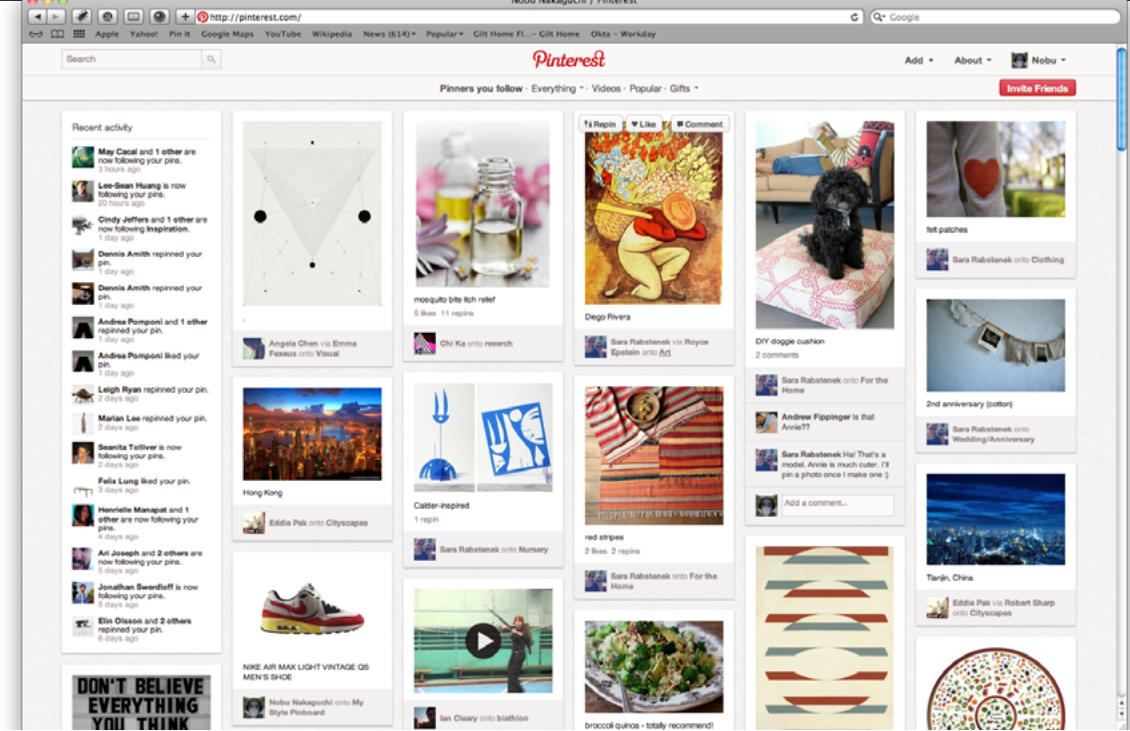 Nobu Nakaguchi / Pinterest
http://pinterest.com/
Google
Apple Yahoo! Pin It Google Maps YouTube Wikipedia News (614) Popular Gilt Home Fl...– Gilt Home Okta – Workday
Search
Pinterest
Add +
About
Nobu
Pinners you follow · Everything · Videos · Popular · Gifts
Invite Friends
Recent activity
May Cacal and 1 other are
now following your pins.
3 hours ago
Lee-Sean Huang is now
following your pins.
20 hours ago
Cindy Jeffers and 1 other are
now following Inspiration.
1 day ago
Dennis Amith repinned your
pin.
1 day ago
Dennis Amith repinned your
pin.
1 day ago
Andrea Pomponi and 1 other
repinned your pin.
1 day ago
Andrea Pomponi liked your
pin.
1 day ago
Leigh Ryan repinned your pin.
2 days ago
Marian Lee repinned your pin.
2 days ago
Seanita Tolliver is now
following your pins.
2 days ago
Felix Lung liked your pin.
3 days ago
Henrielle Manapat and 1
other are now following your
pins.
4 days ago
Ari Joseph and 2 others are
now following your pins.
5 days ago
Jonathan Swerdloff is now
following your pins.
5 days ago
Elin Olsson and 2 others
repinned your pin.
6 days ago
DON'T BELIEVE
EVERYTHING
YOU THINK
.
Angela Chen via Emma
Fexeus onto Visual
Hong Kong
Eddie Pak onto Cityscapes
NIKE AIR MAX LIGHT VINTAGE QS
MEN'S SHOE
Nobu Nakaguchi onto My
Style Pinboard
mosquito bite itch relief
5 likes 11 repins
Chi Ka onto reserch
Calder-inspired
1 repin
Sara Rabstenek onto Nursery
Ian Cleary onto biathlon
Repin
Like
Comment
Diego Rivera
Sara Rabstenek via Royce
Epstein onto Art
red stripes
2 likes 2 repins
Sara Rabstenek onto For the
Home
broccoli quinoa - totally recommend!
DIY doggie cushion
2 comments
Sara Rabstenek onto For the
Home
Andrew Fippinger Is that
Annie??
Sara Rabstenek Ha! That's a
model. Annie is much cuter. I'll
pin a photo once I make one :)
Add a comment...
felt patches
Sara Rabstenek onto Clothing
2nd anniversary {cotton}
Sara Rabstenek onto
Wedding/Anniversary
Tianjin, China
Eddie Pak via Robert Sharp
onto Cityscapes